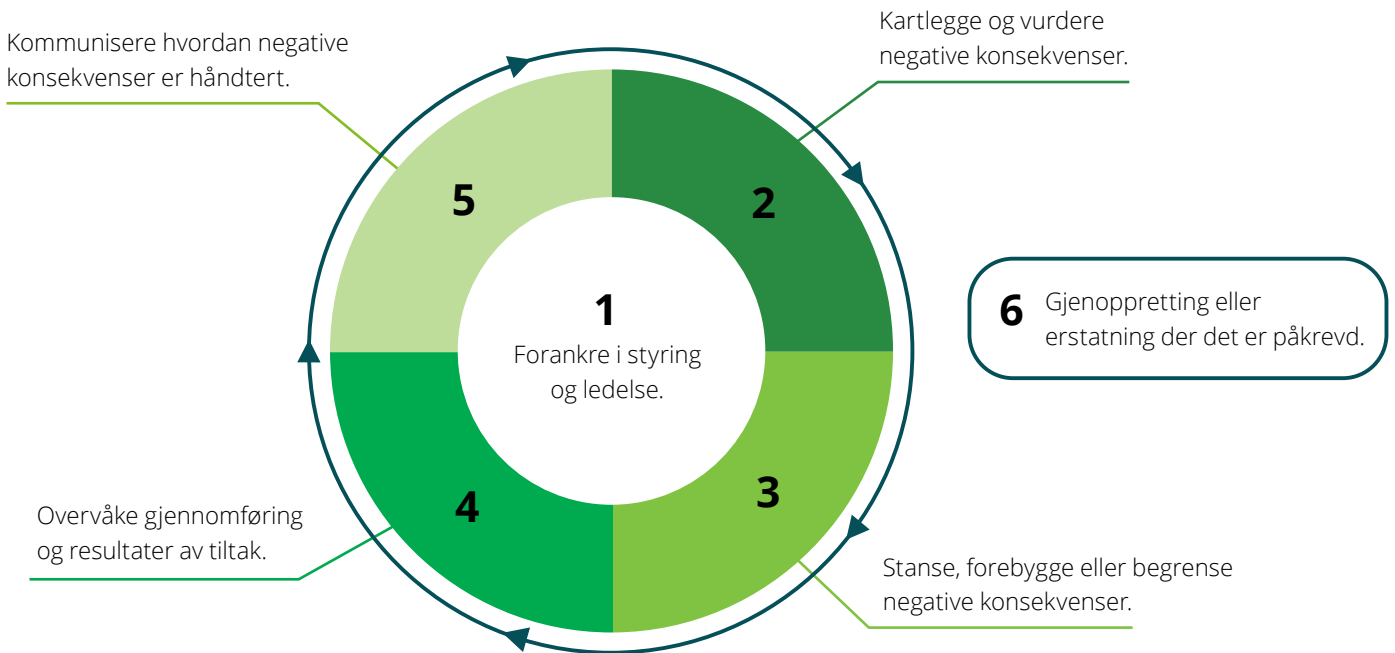 Kommunisere hvordan negative
konsekvenser er håndtert.
Kartlegge og vurdere
negative konsekvenser.
5
2
1
Forankre i styring
og ledelse.
6
Gjenoppretting eller
erstatning der det er påkrevd.
4
3
Overvåke gjennomføring
og resultater av tiltak.
Stanse, forebygge eller begrense
negative konsekvenser.